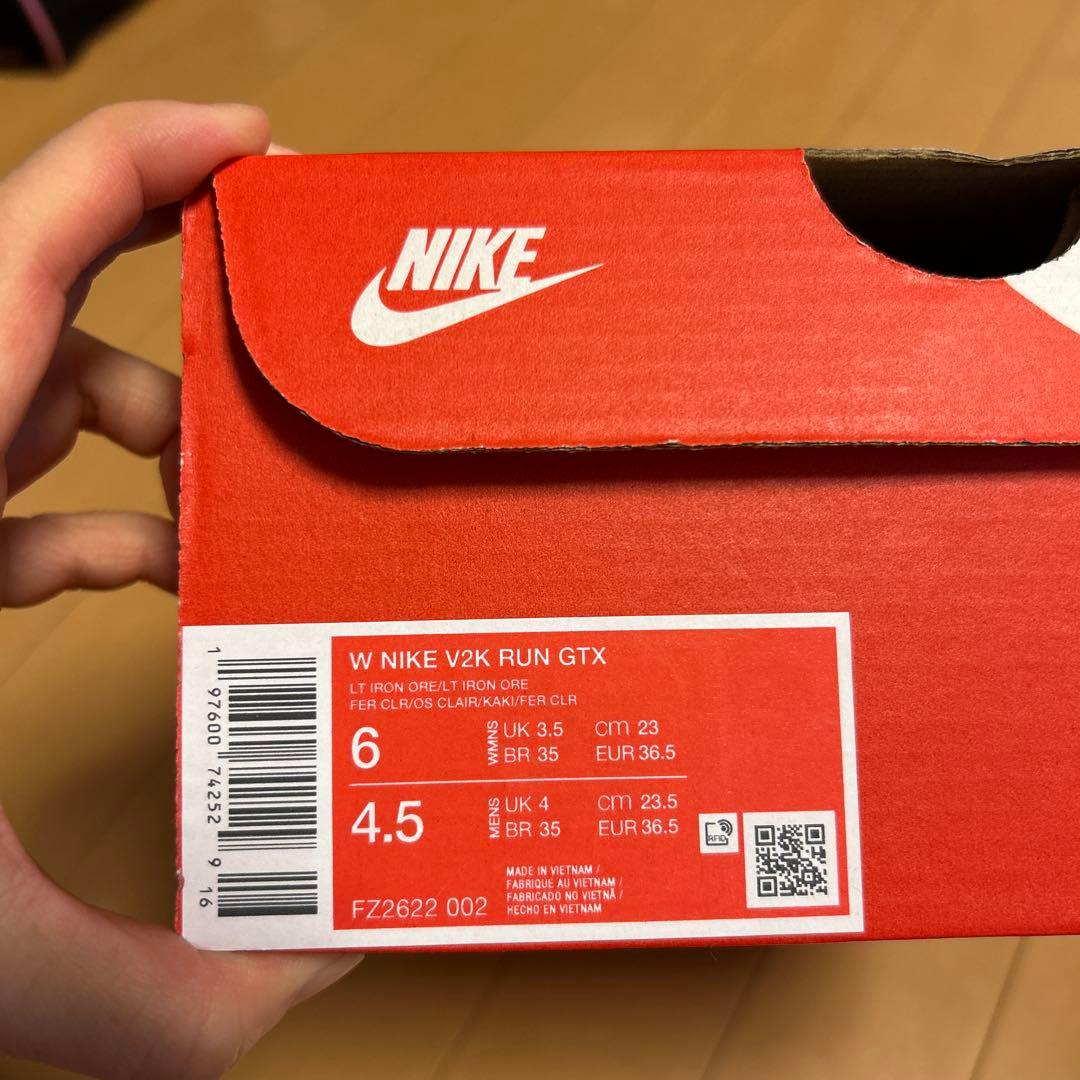 NIKE
W NIKE V2K RUN GTX
LT IRON ORE/LT IRON ORE
FER CLR/OS CLAIR/KAKI/FER CLR
6 WMNS UK 3.5 cm 23
BR 35 EUR 36.5
4.5 MENS UK 4 cm 23.5
BR 35 EUR 36.5
RFID
MADE IN VIETNAM /
FABRIQUE AU VIETNAM /
FABRICADO NO VIETNÃ /
HECHO EN VIETNAM
FZ2622 002
1 97600 74252 9 16